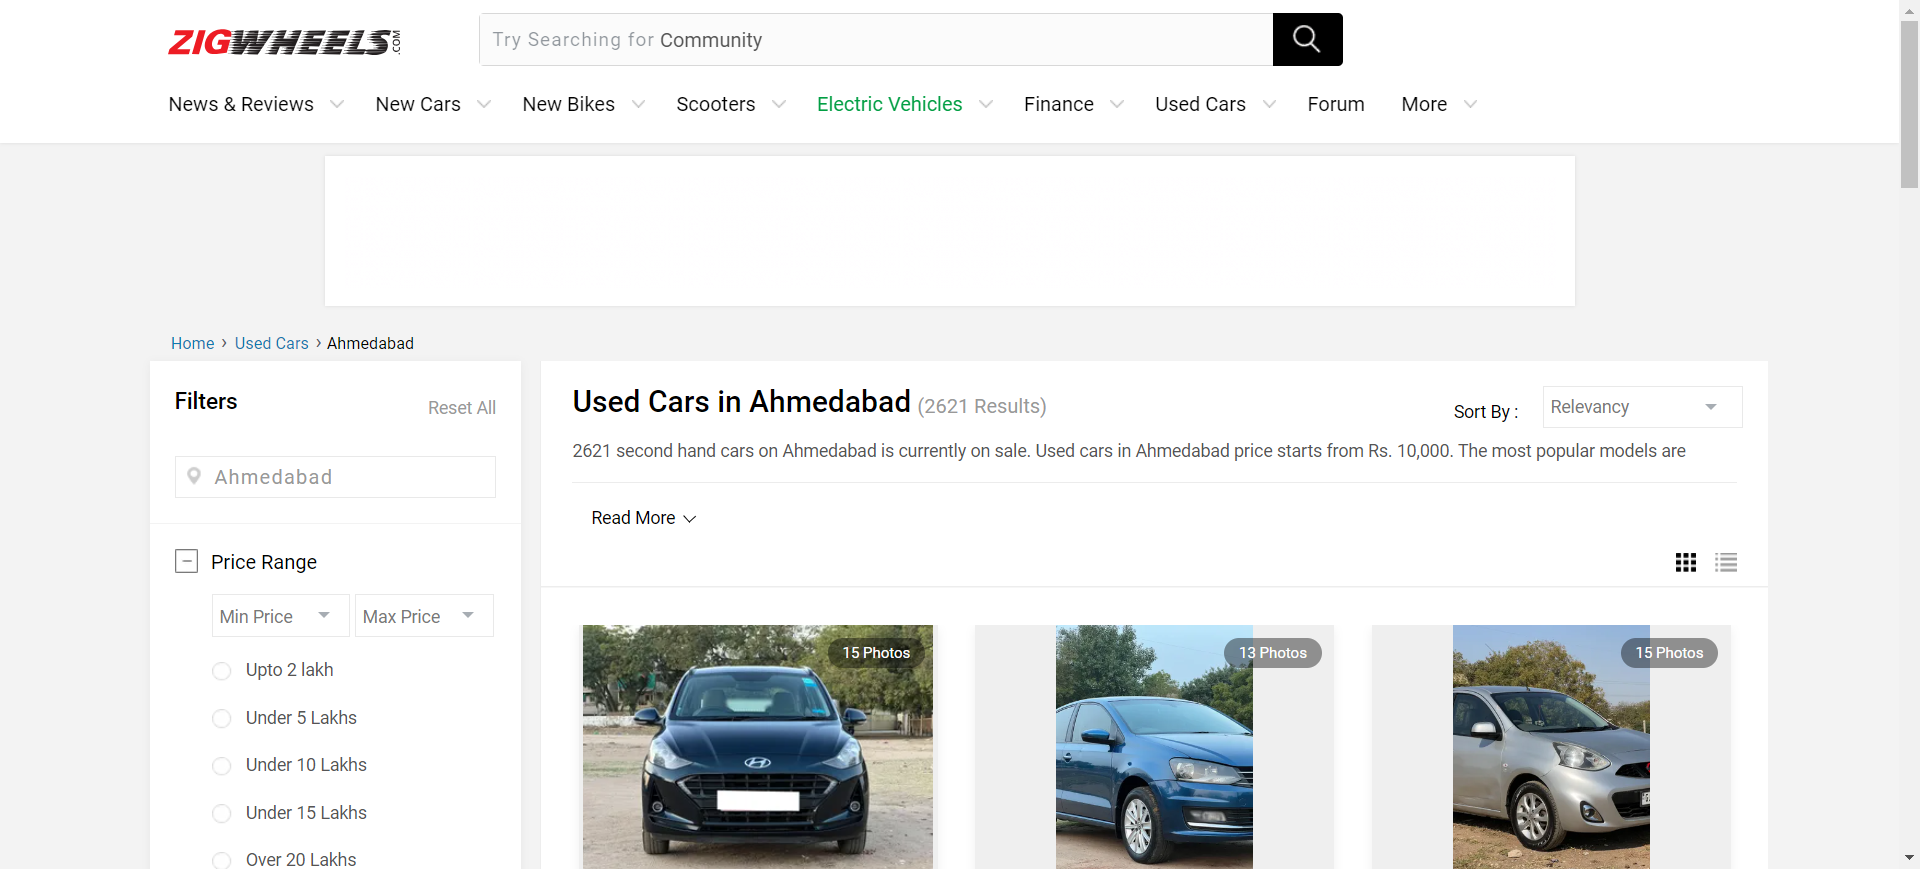 ZIGWHEELS.COM
Try Searching for Community
News & Reviews New Cars New Bikes Scooters Electric Vehicles Finance Used Cars Forum More
Home › Used Cars › Ahmedabad
Filters
Reset All
Ahmedabad
Price Range
Min Price Max Price
Upto 2 lakh
Under 5 Lakhs
Under 10 Lakhs
Under 15 Lakhs
Over 20 Lakhs
Used Cars in Ahmedabad (2621 Results)
Sort By : Relevancy
2621 second hand cars on Ahmedabad is currently on sale. Used cars in Ahmedabad price starts from Rs. 10,000. The most popular models are
Read More
15 Photos
13 Photos
15 Photos